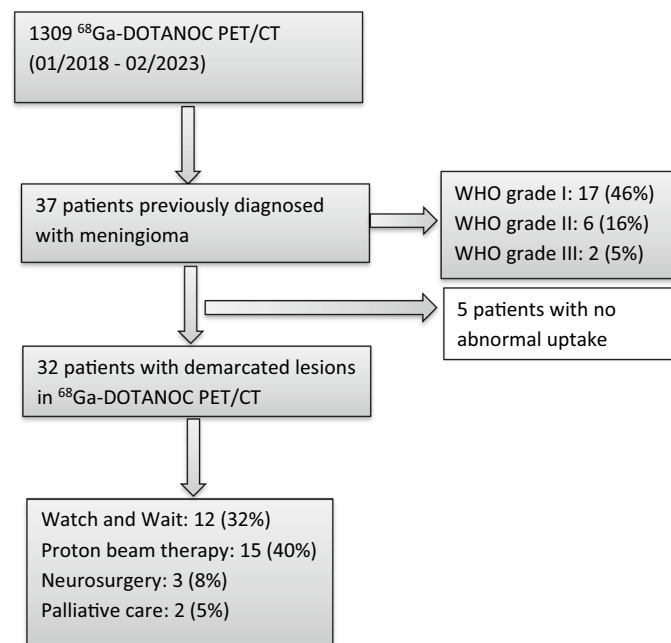 1309 ⁶⁸Ga-DOTANOC PET/CT
(01/2018 - 02/2023)
37 patients previously diagnosed
with meningioma
WHO grade I: 17 (46%)
WHO grade II: 6 (16%)
WHO grade III: 2 (5%)
5 patients with no
abnormal uptake
32 patients with demarcated lesions
in ⁶⁸Ga-DOTANOC PET/CT
Watch and Wait: 12 (32%)
Proton beam therapy: 15 (40%)
Neurosurgery: 3 (8%)
Palliative care: 2 (5%)